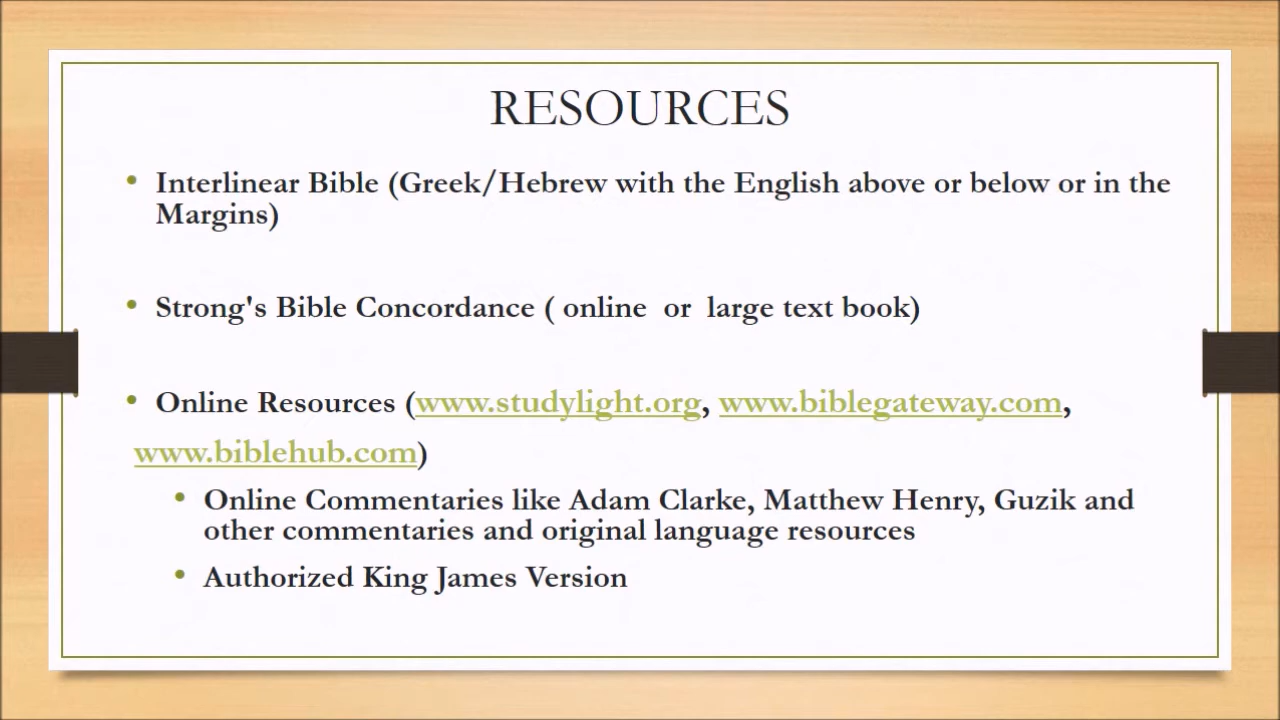 RESOURCES
• Interlinear Bible (Greek/Hebrew with the English above or below or in the
Margins)
• Strong's Bible Concordance ( online  or  large text book)
• Online Resources (www.studylight.org, www.biblegateway.com,
www.biblehub.com)
• Online Commentaries like Adam Clarke, Matthew Henry, Guzik and
other commentaries and original language resources
• Authorized King James Version